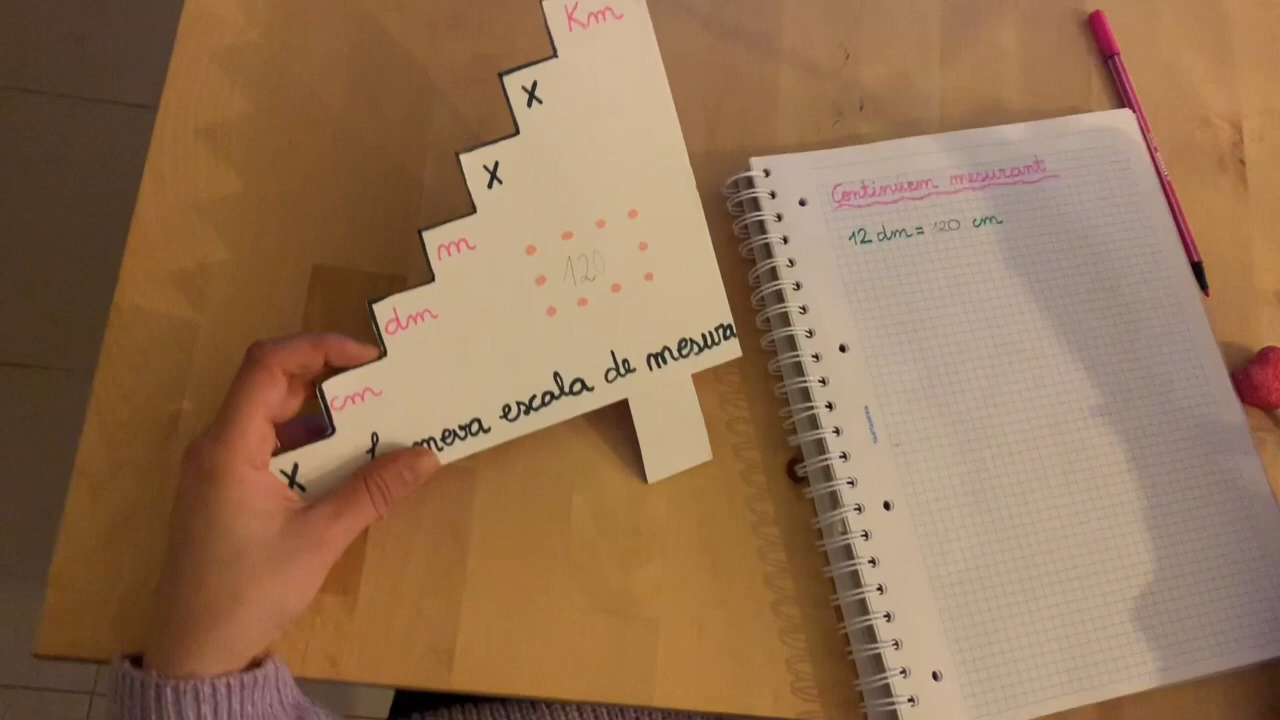 Km
X
X
m
dm
cm
X
120
meva escala de mesura
Continuem mesurant
12 dm = 120 cm